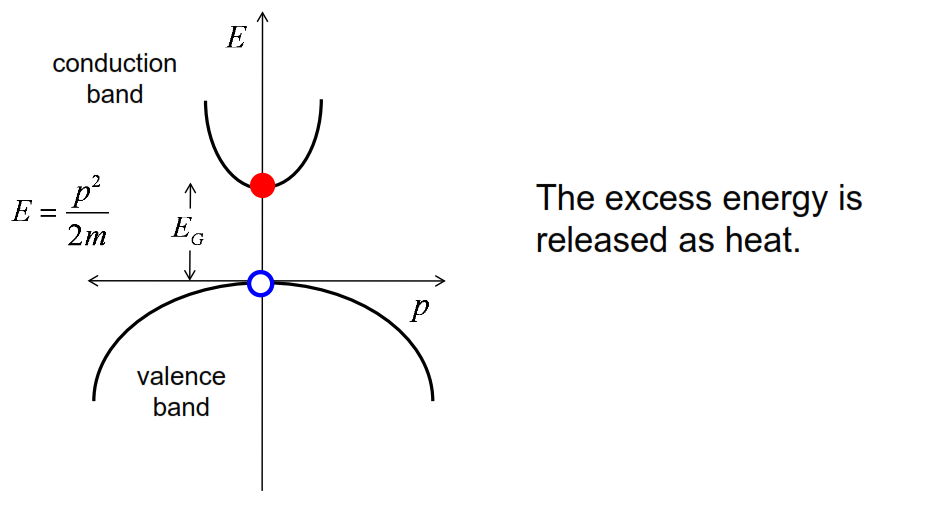 E
conduction
band
E = p²/2m
E_G
The excess energy is
released as heat.
p
valence
band